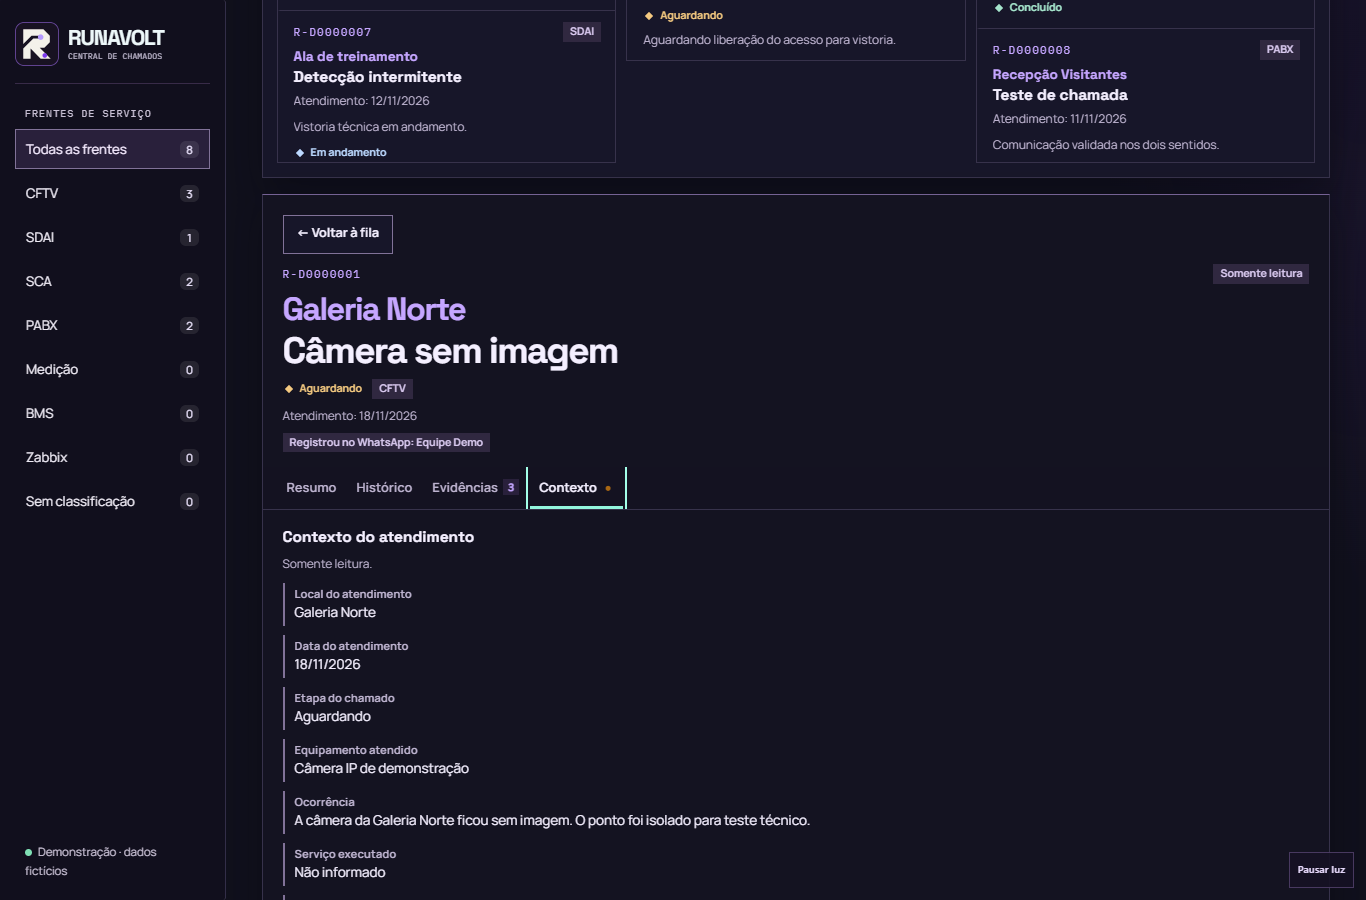 RUNAVOLT
CENTRAL DE CHAMADOS
FRENTES DE SERVIÇO
Todas as frentes 8
CFTV 3
SDAI 1
SCA 2
PABX 2
Medição 0
BMS 0
Zabbix 0
Sem classificação 0
Demonstração · dados
fictícios
R-D0000007 SDAI
Ala de treinamento
Detecção intermitente
Atendimento: 12/11/2026
Vistoria técnica em andamento.
Em andamento
Aguardando
Aguardando liberação do acesso para vistoria.
Concluído
R-D0000008 PABX
Recepção Visitantes
Teste de chamada
Atendimento: 11/11/2026
Comunicação validada nos dois sentidos.
← Voltar à fila
R-D0000001 Somente leitura
Galeria Norte
Câmera sem imagem
Aguardando CFTV
Atendimento: 18/11/2026
Registrou no WhatsApp: Equipe Demo
Resumo Histórico Evidências 3 Contexto
Contexto do atendimento
Somente leitura.
Local do atendimento
Galeria Norte
Data do atendimento
18/11/2026
Etapa do chamado
Aguardando
Equipamento atendido
Câmera IP de demonstração
Ocorrência
A câmera da Galeria Norte ficou sem imagem. O ponto foi isolado para teste técnico.
Serviço executado
Não informado
Pausar luz